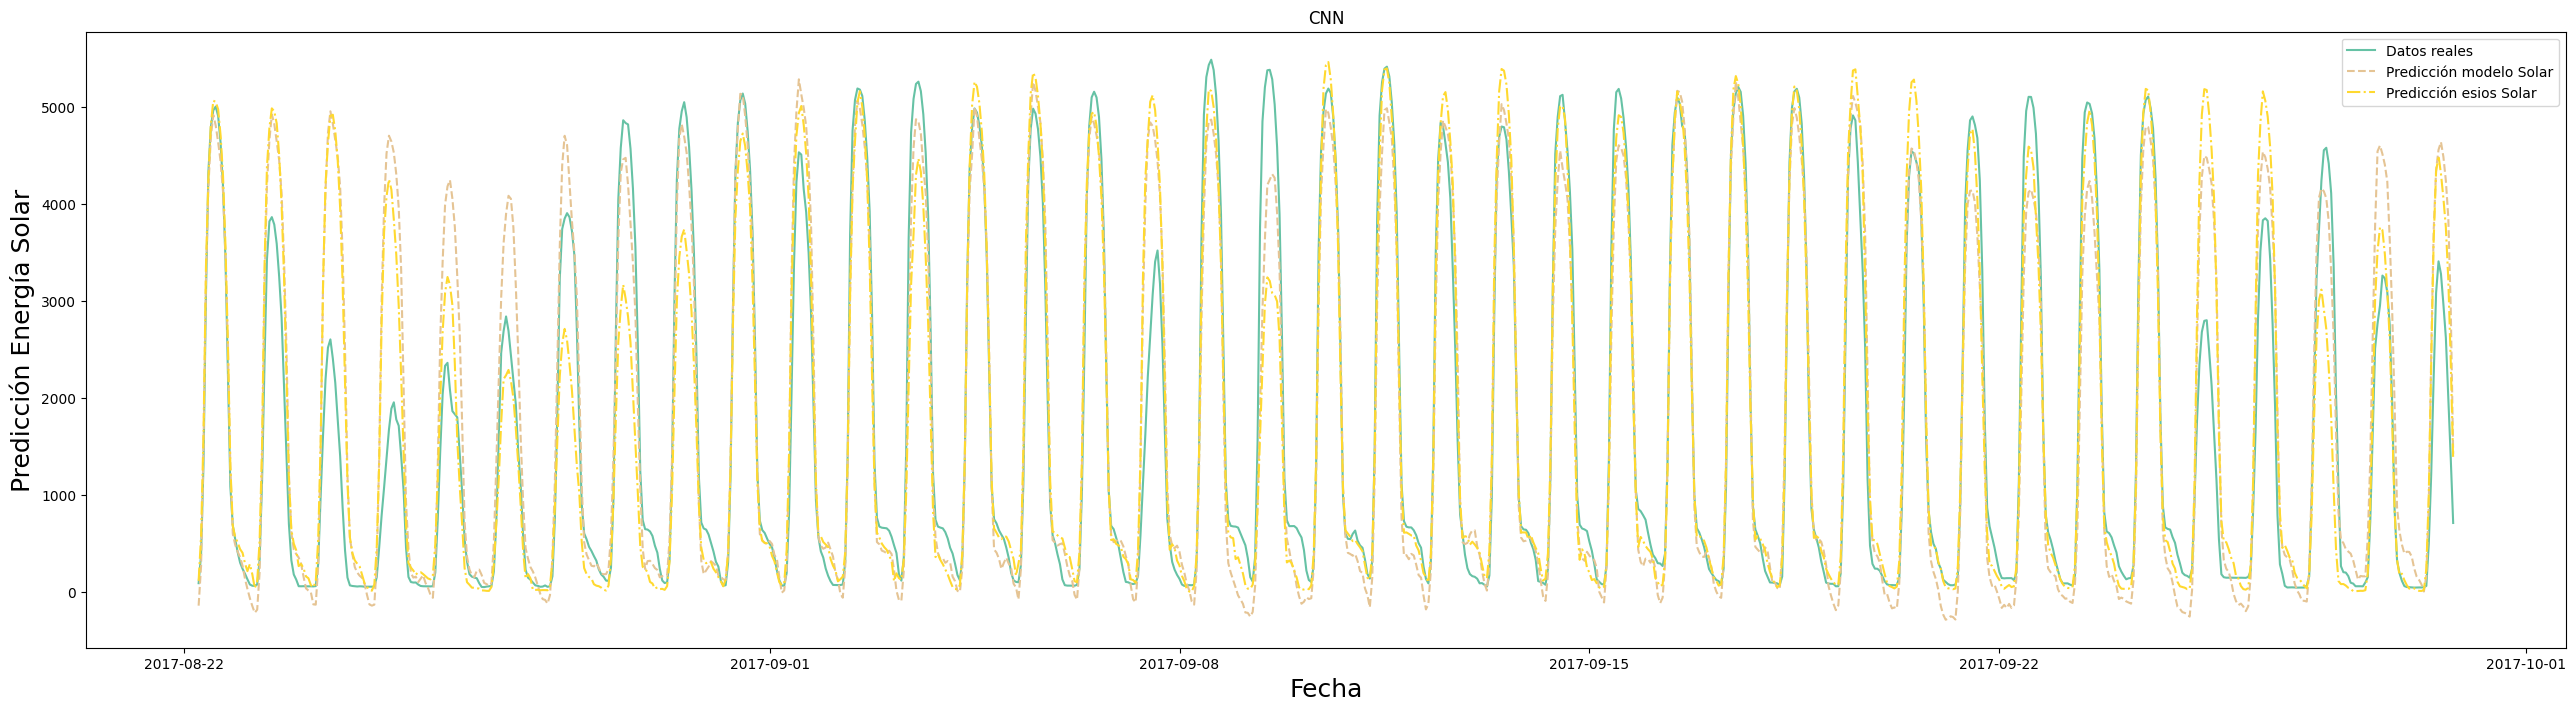 CNN
Datos reales
Predicción modelo Solar
Predicción esios Solar
Predicción Energía Solar
5000
4000
3000
2000
1000
0
2017-08-22
2017-09-01
2017-09-08
2017-09-15
2017-09-22
2017-10-01
Fecha